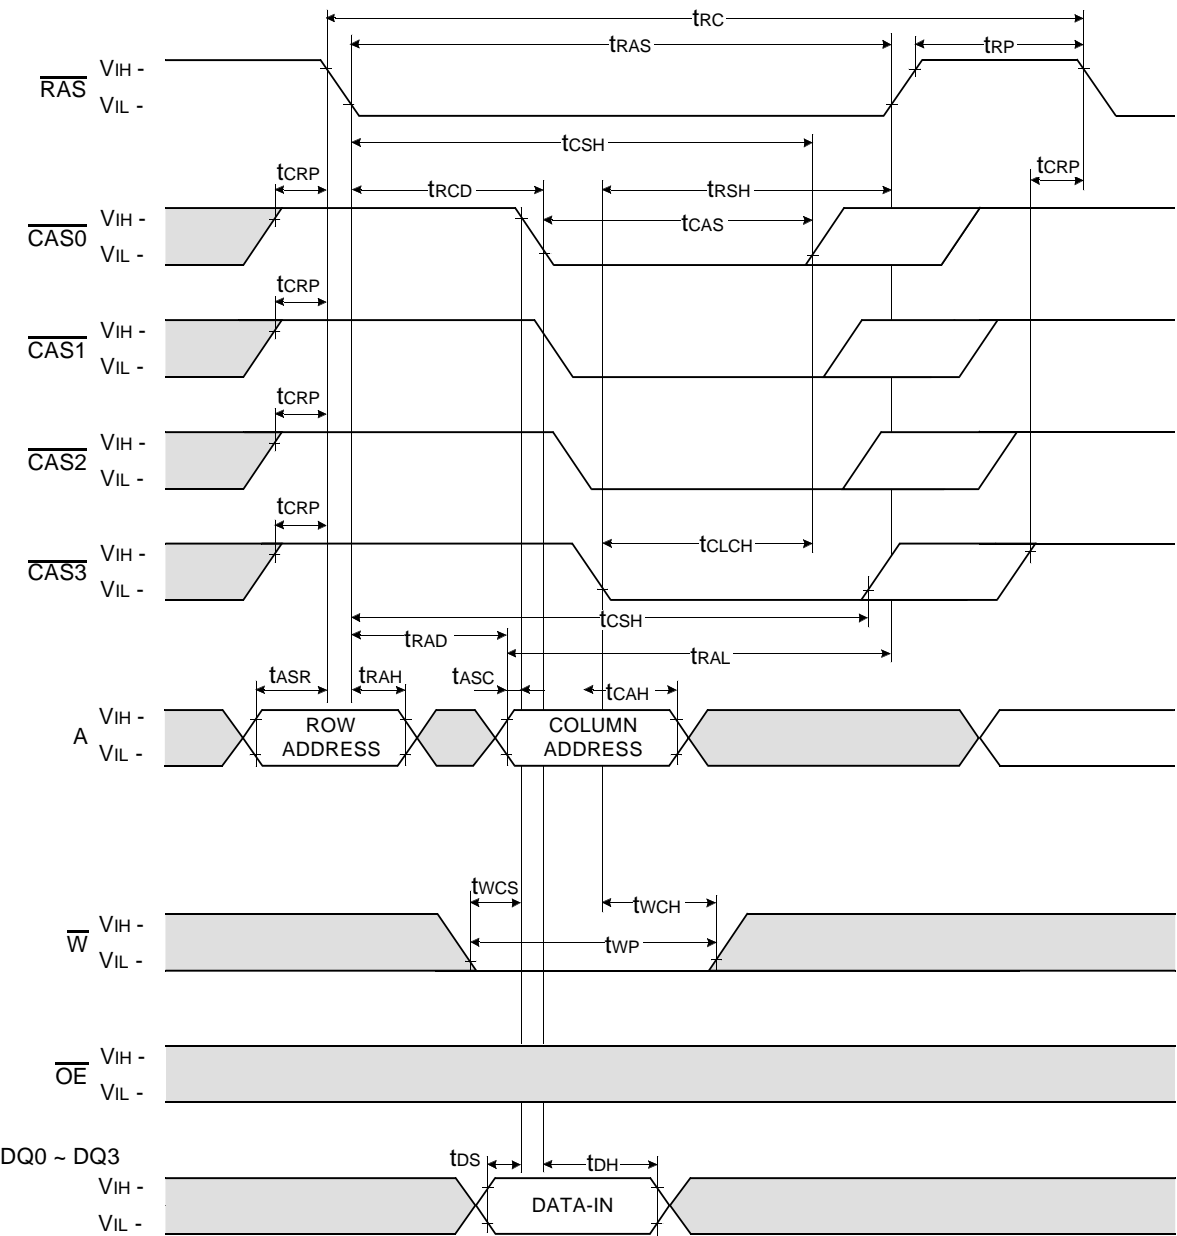 tRC
tRAS
tRP
RAS
VIH -
VIL -
tCSH
tCRP
tRCD
tRSH
tCRP
CAS0
VIH -
VIL -
tCAS
tCRP
CAS1
VIH -
VIL -
tCRP
CAS2
VIH -
VIL -
tCRP
CAS3
VIH -
VIL -
tCLCH
tCSH
tRAD
tRAL
tASR
tRAH
tASC
tCAH
A
VIH -
VIL -
ROW
ADDRESS
COLUMN
ADDRESS
tWCS
tWCH
W
VIH -
VIL -
tWP
OE
VIH -
VIL -
DQ0 ~ DQ3
VIH -
VIL -
tDS
tDH
DATA-IN